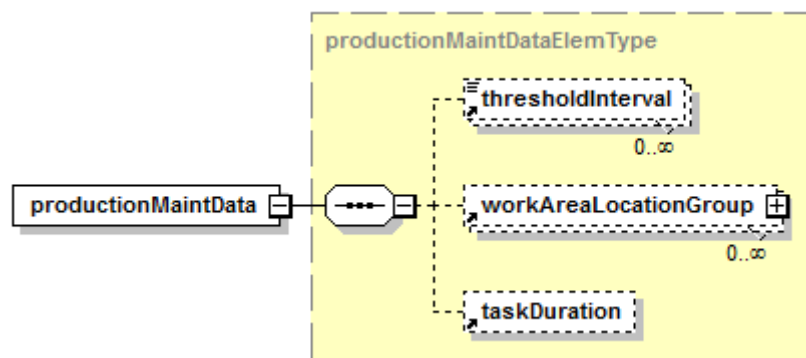 productionMaintDataElemType
thresholdInterval
0..∞
productionMaintData
workAreaLocationGroup
0..∞
taskDuration